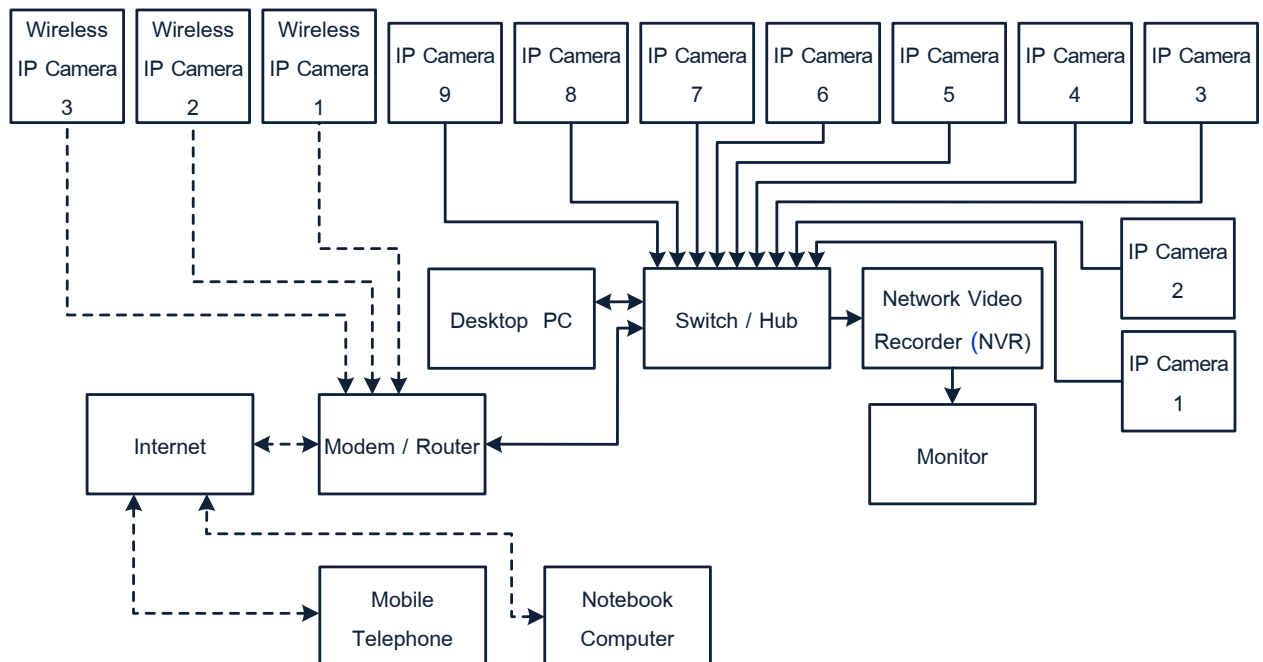 Wireless
IP Camera
3
Wireless
IP Camera
2
Wireless
IP Camera
1
IP Camera
9
IP Camera
8
IP Camera
7
IP Camera
6
IP Camera
5
IP Camera
4
IP Camera
3
IP Camera
2
IP Camera
1
Desktop PC
Switch / Hub
Network Video
Recorder (NVR)
Internet
Modem / Router
Monitor
Mobile
Telephone
Notebook
Computer